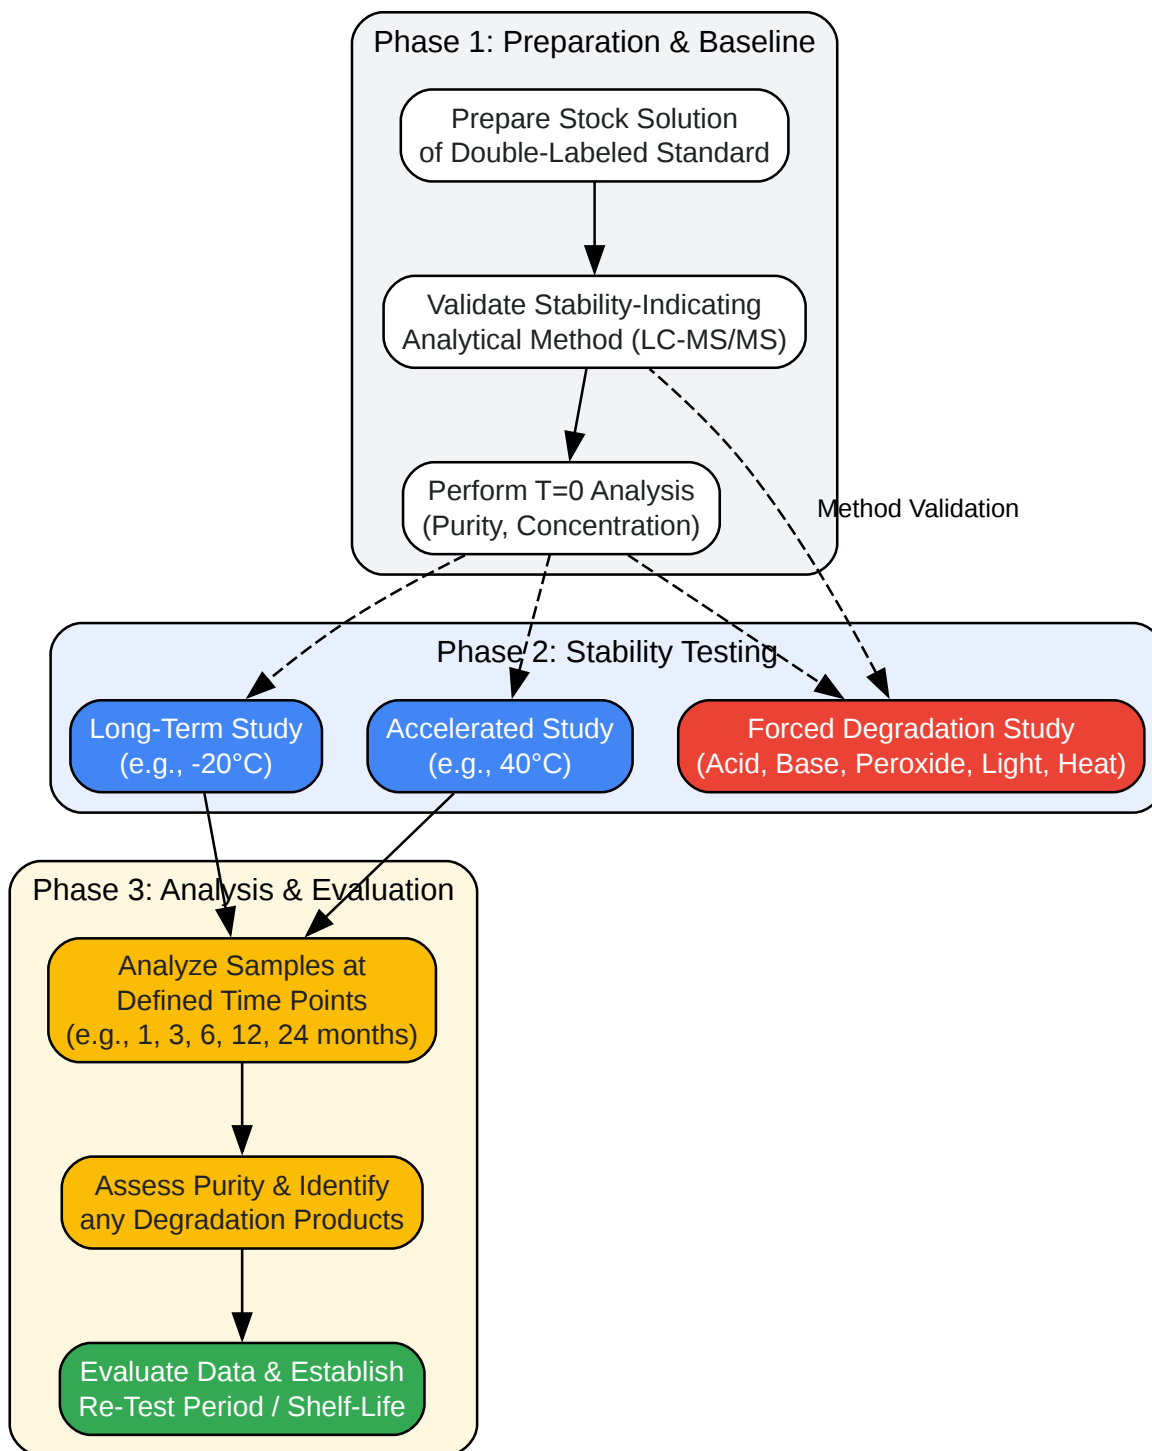 Phase 1: Preparation & Baseline
Prepare Stock Solution
of Double-Labeled Standard
Validate Stability-Indicating
Analytical Method (LC-MS/MS)
Perform T=0 Analysis
(Purity, Concentration)
Method Validation
Phase 2: Stability Testing
Long-Term Study
(e.g., -20°C)
Accelerated Study
(e.g., 40°C)
Forced Degradation Study
(Acid, Base, Peroxide, Light, Heat)
Phase 3: Analysis & Evaluation
Analyze Samples at
Defined Time Points
(e.g., 1, 3, 6, 12, 24 months)
Assess Purity & Identify
any Degradation Products
Evaluate Data & Establish
Re-Test Period / Shelf-Life